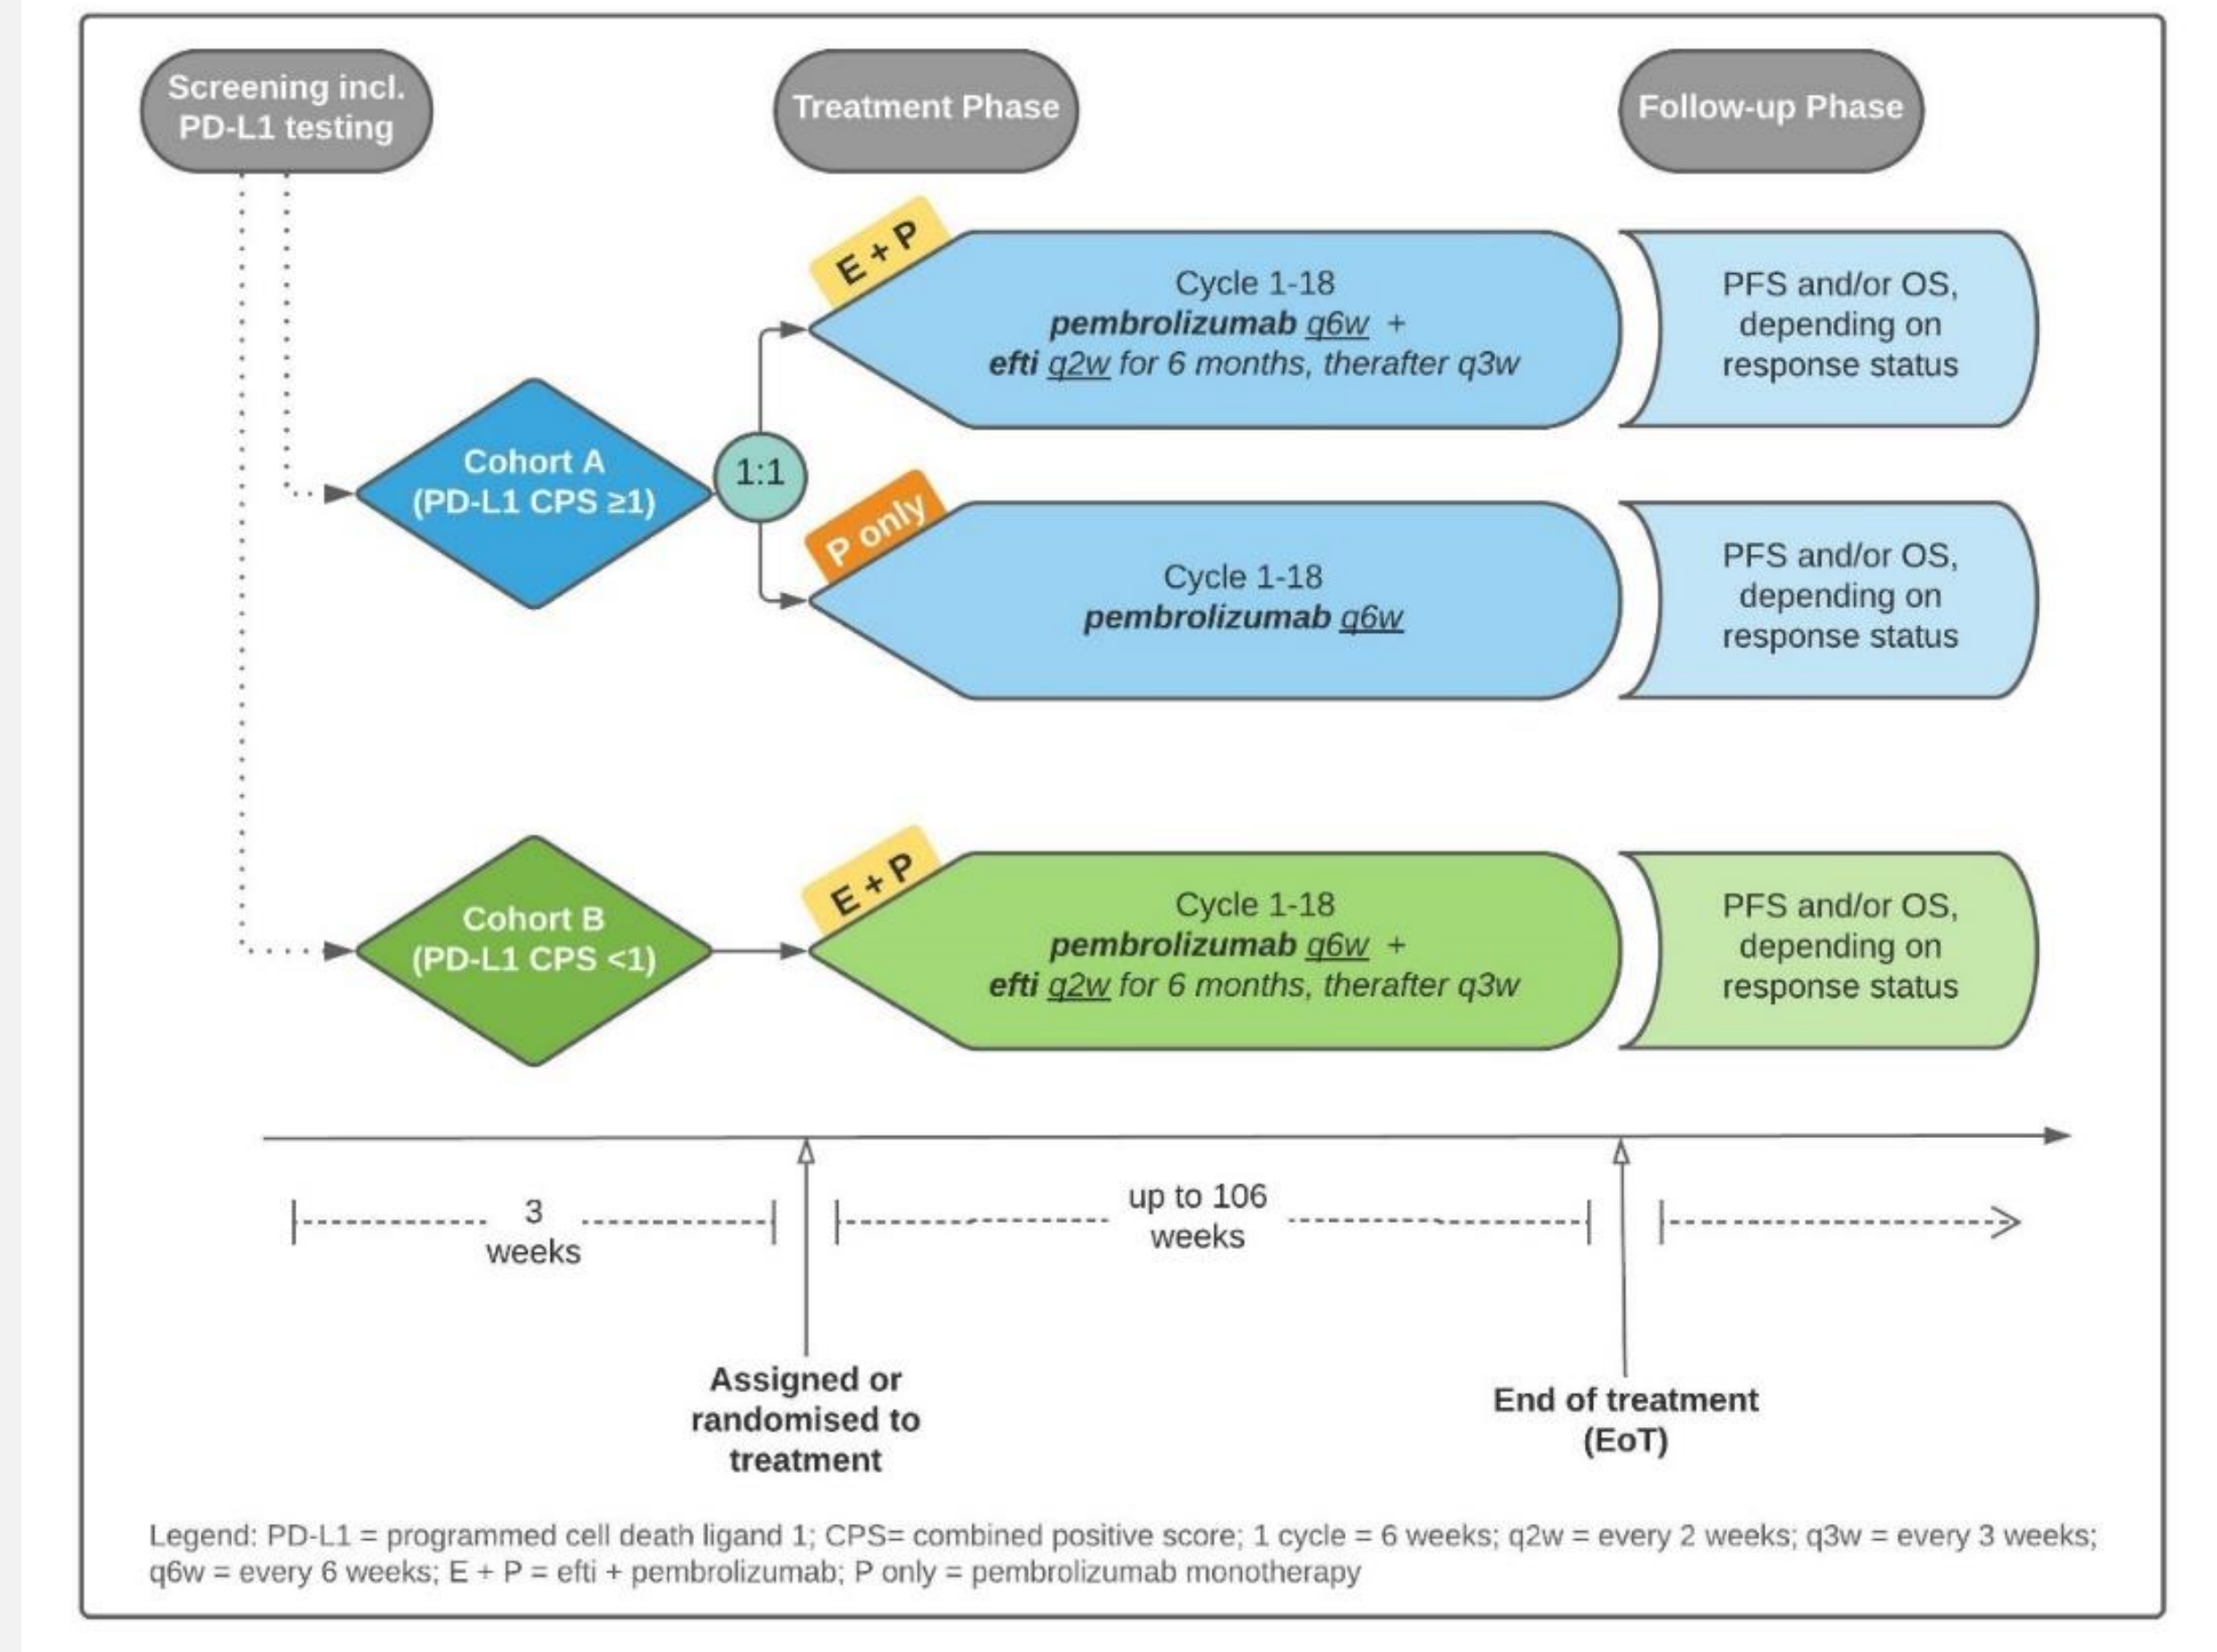 Screening incl.
PD-L1 testing
Treatment Phase
Follow-up Phase
E + P
Cycle 1-18
pembrolizumab q6w +
efti q2w for 6 months, therafter q3w
PFS and/or OS,
depending on
response status
Cohort A
(PD-L1 CPS ≥1)
1:1
P only
Cycle 1-18
pembrolizumab q6w
PFS and/or OS,
depending on
response status
E + P
Cohort B
(PD-L1 CPS <1)
Cycle 1-18
pembrolizumab q6w +
efti q2w for 6 months, therafter q3w
PFS and/or OS,
depending on
response status
3
weeks
up to 106
weeks
Assigned or
randomised to
treatment
End of treatment
(EoT)
Legend: PD-L1 = programmed cell death ligand 1; CPS= combined positive score; 1 cycle = 6 weeks; q2w = every 2 weeks; q3w = every 3 weeks;
q6w = every 6 weeks; E + P = efti + pembrolizumab; P only = pembrolizumab monotherapy